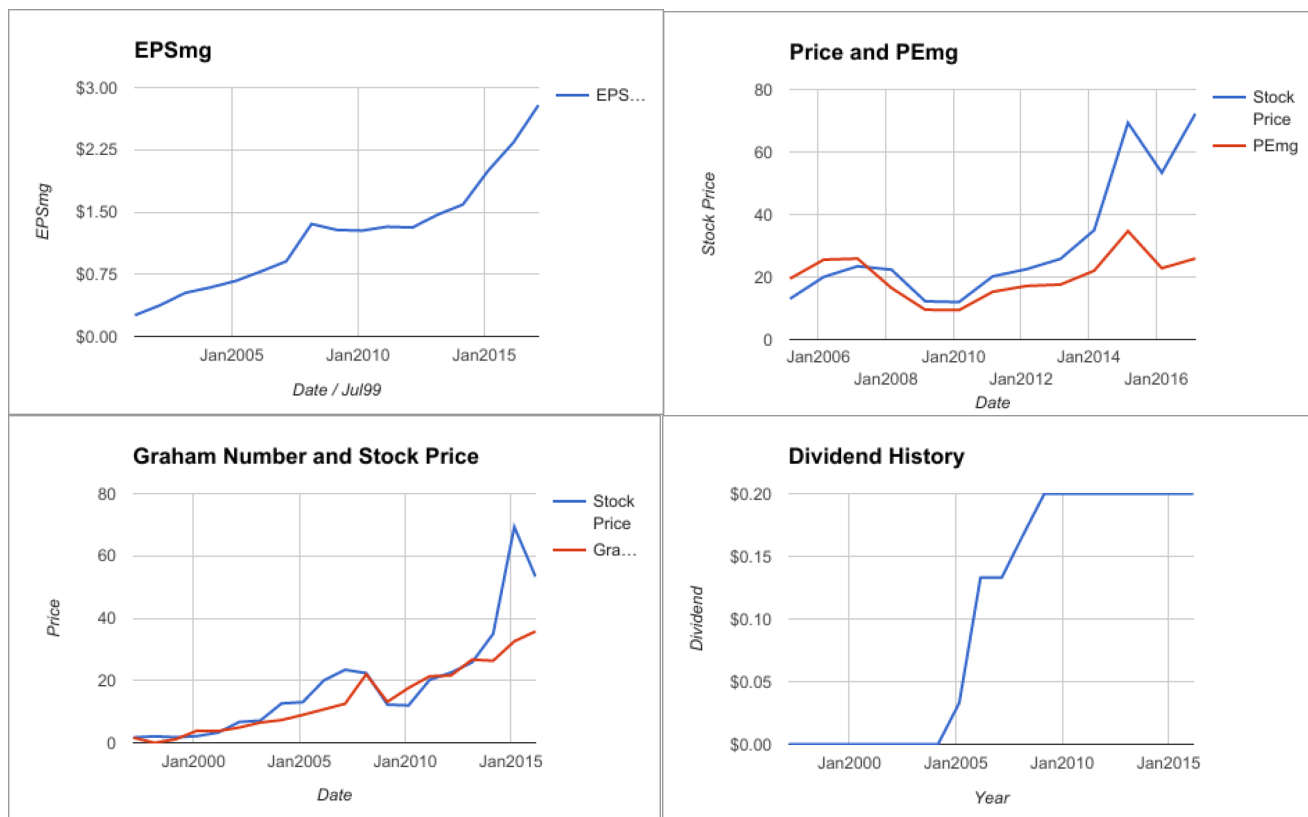 EPSmg
$3.00
$2.25
$1.50
$0.75
$0.00
EPSmg
EPS…
Jan2005
Jan2010
Jan2015
Date / Jul99
Price and PEmg
80
60
40
20
0
Stock Price
Stock
Price
PEmg
Jan2006
Jan2010
Jan2014
Jan2008
Jan2012
Jan2016
Date
Graham Number and Stock Price
80
60
40
20
0
Price
Stock
Price
Gra…
Jan2000
Jan2005
Jan2010
Jan2015
Date
Dividend History
$0.20
$0.15
$0.10
$0.05
$0.00
Dividend
Jan2000
Jan2005
Jan2010
Jan2015
Year